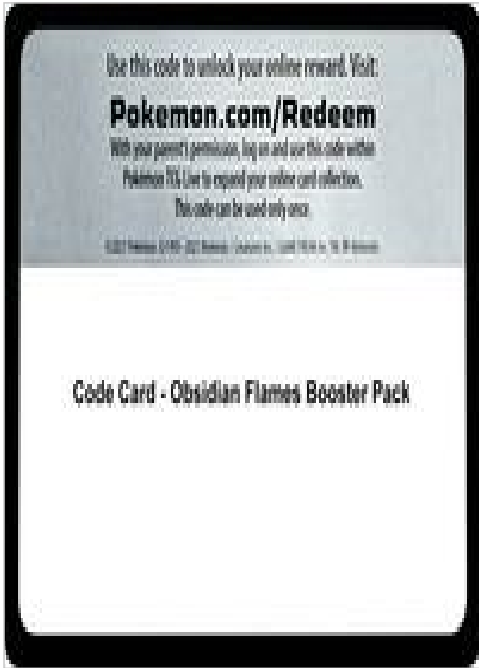 Use this code to unlock your online reward. Visit:
Pokemon.com/Redeem
With your parent's permission, log on and use this code within
Pokémon TCG Live to expand your online card collection.
This code can be used only once.
Code Card - Obsidian Flames Booster Pack